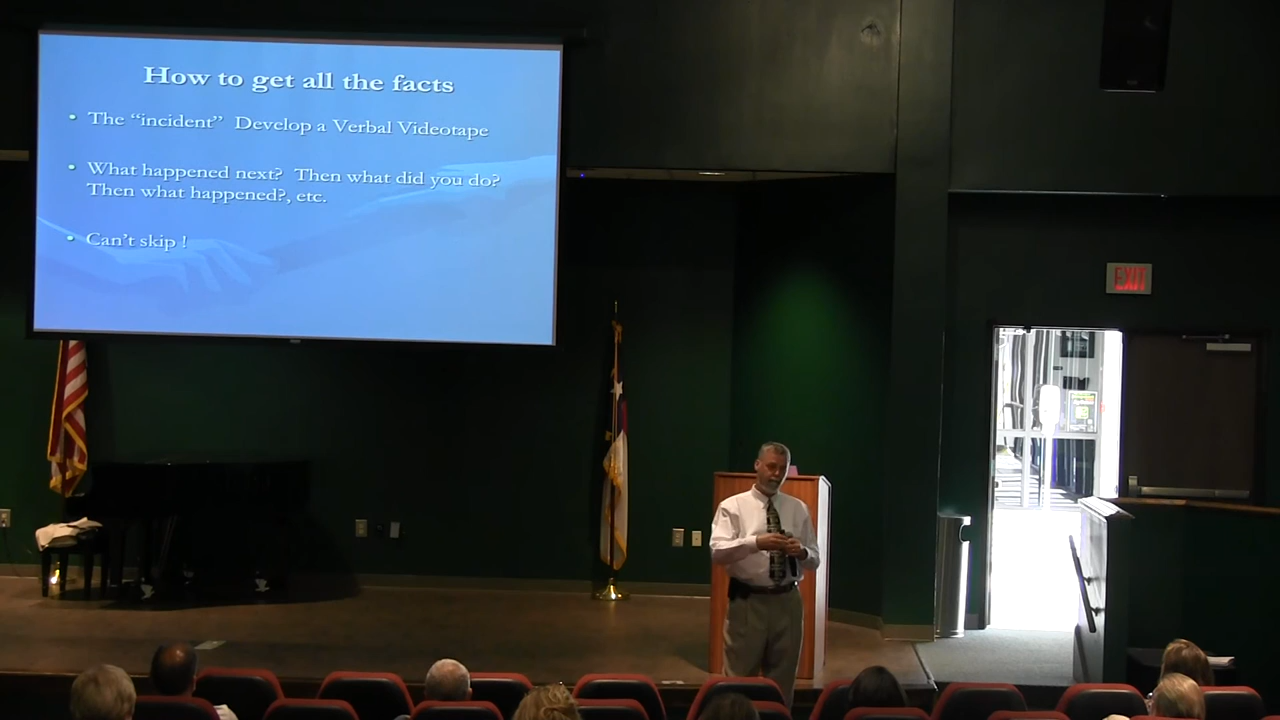 How to get all the facts
• The “incident” Develop a Verbal Videotape
• What happened next? Then what did you do?
Then what happened?, etc.
• Can't skip !
EXIT